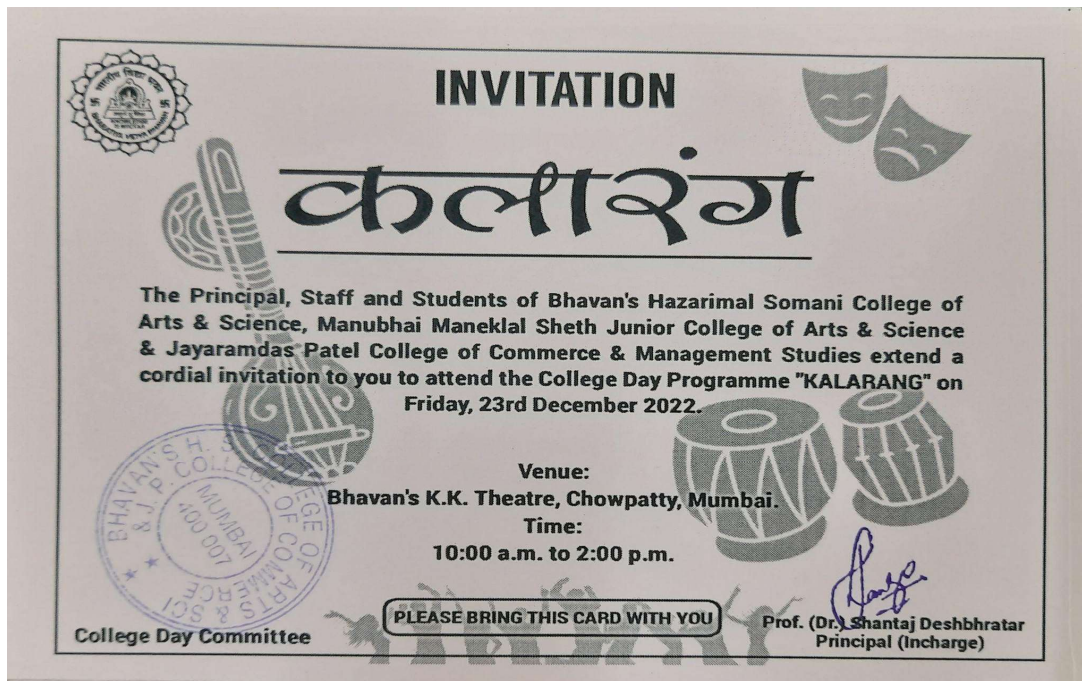 INVITATION
कलारंग
The Principal, Staff and Students of Bhavan's Hazarimal Somani College of
Arts & Science, Manubhai Maneklal Sheth Junior College of Arts & Science
& Jayaramdas Patel College of Commerce & Management Studies extend a
cordial invitation to you to attend the College Day Programme "KALARANG" on
Friday, 23rd December 2022.
Venue:
Bhavan's K.K. Theatre, Chowpatty, Mumbai.
Time:
10:00 a.m. to 2:00 p.m.
BHAVAN'S H. S. COLLEGE OF ARTS & SCI
& J. P. COLLEGE OF COMMERCE
MUMBAI
400 007
PLEASE BRING THIS CARD WITH YOU
College Day Committee
Prof. (Dr.) Shantaj Deshbhratar
Principal (Incharge)